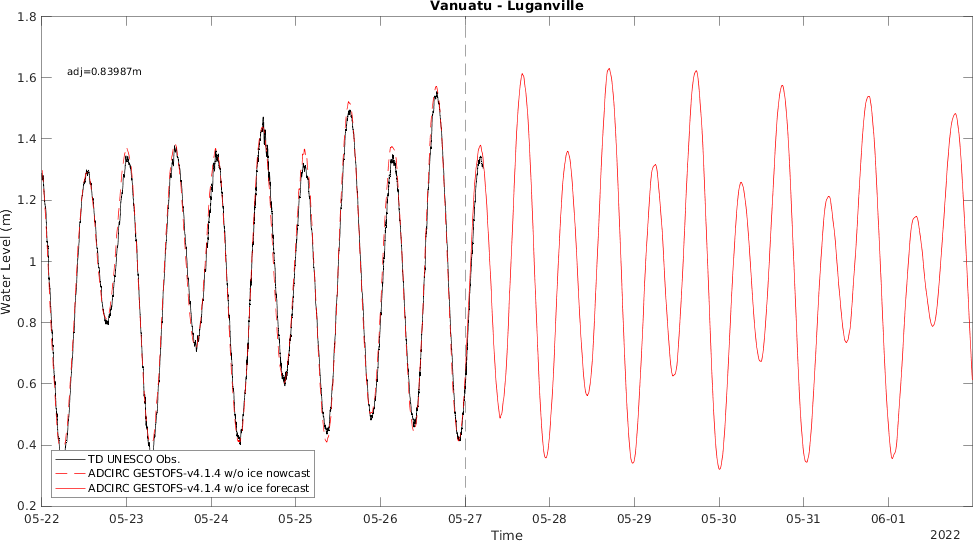 Vanuatu - Luganville
1.8
1.6
1.4
1.2
1
0.8
0.6
0.4
0.2
Water Level (m)
adj=0.83987m
TD UNESCO Obs.
ADCIRC GESTOFS-v4.1.4 w/o ice nowcast
ADCIRC GESTOFS-v4.1.4 w/o ice forecast
05-22 05-23 05-24 05-25 05-26 05-27 05-28 05-29 05-30 05-31 06-01
Time
2022